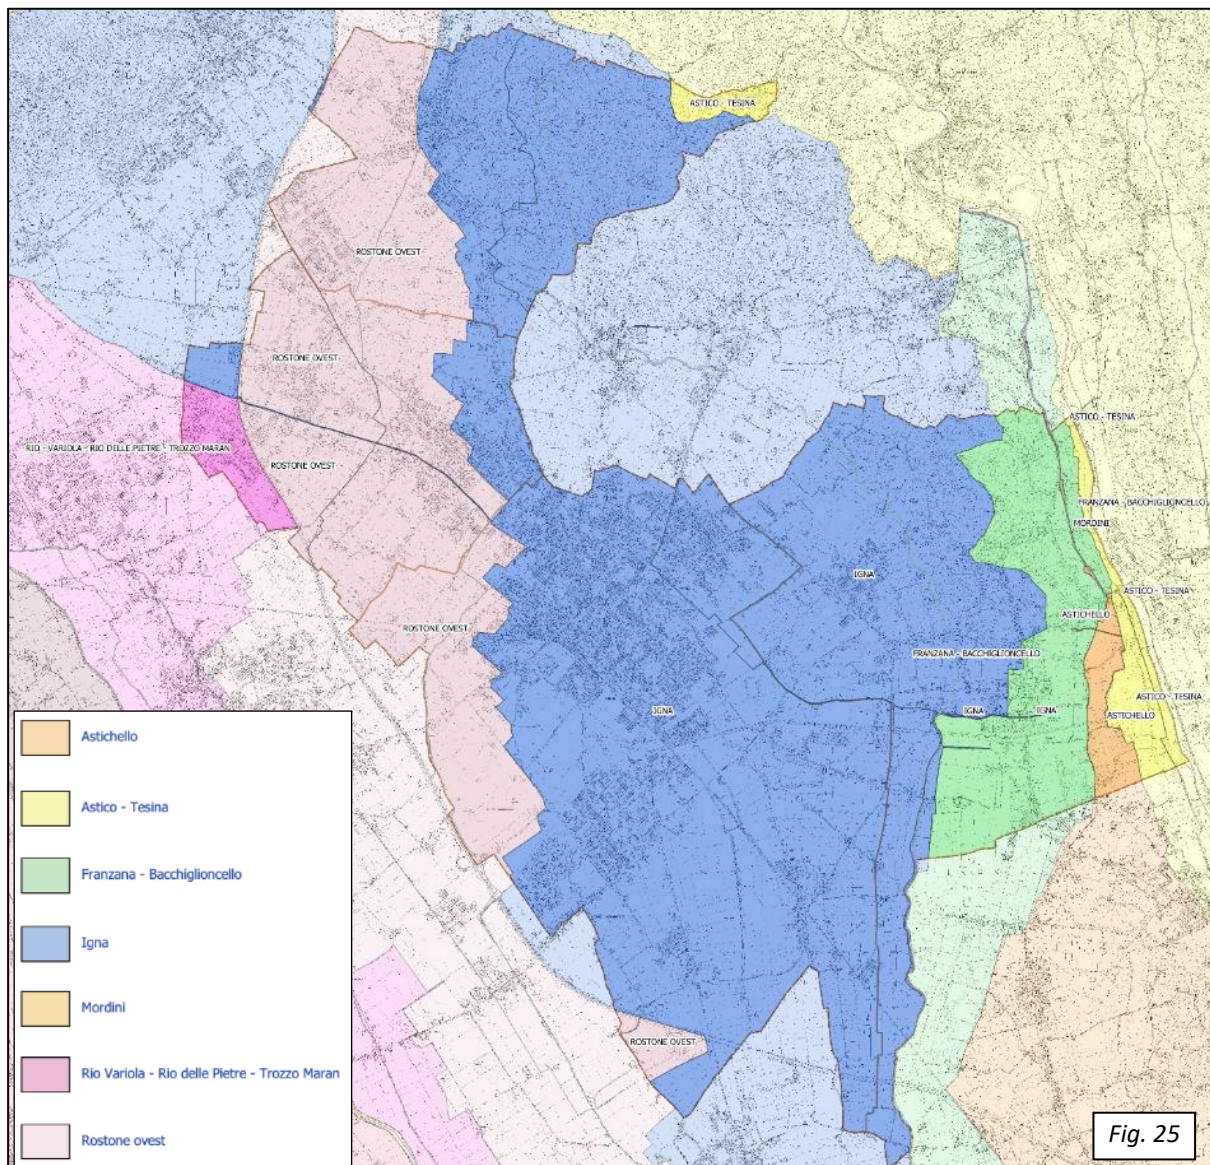 ASTICO - TESINA
ROSTONE OVEST
ROSTONE OVEST
ASTICO - TESINA
RIO - VARIOLA - RIO DELLE PIETRE - TROZZO MARAN
ROSTONE OVEST
FRANZANA - BACCHIGLIONCELLO
MORDINI
IGNA
ASTICO - TESINA
ASTICHELLO
ROSTONE OVEST
FRANZANA - BACCHIGLIONCELLO
ASTICO - TESINA
IGNA
IGNA
IGNA
ASTICHELLO
ROSTONE OVEST
Astichello
Astico - Tesina
Franzana - Bacchiglioncello
Igna
Mordini
Rio Variola - Rio delle Pietre - Trozzo Maran
Rostone ovest
Fig. 25